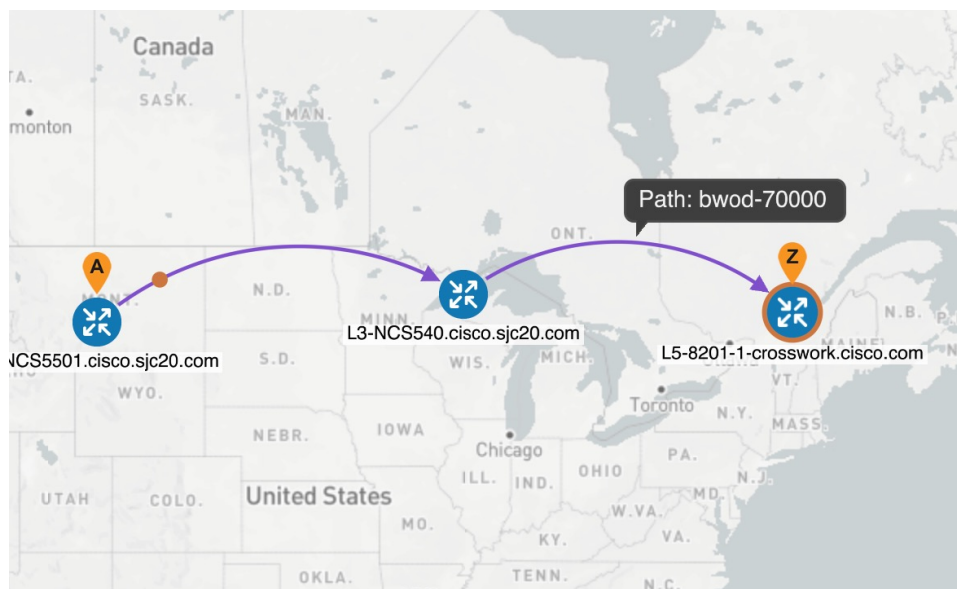 Canada
TA.
SASK.
MAN.
monton
Path: bwod-70000
ONT.
A
Z
MONT.
N.D.
MINN.
N.B.
P.
L3-NCS540.cisco.sjc20.com
NCS5501.cisco.sjc20.com
L5-8201-1-crosswork.cisco.com
MAINE
S.D.
WIS.
MICH.
VT.
WYO.
Toronto
N.Y.
MASS.
NEBR.
IOWA
Chicago
PA.
ILL.
IND.
OHIO
N.J.
UTAH
COLO.
United States
MD.
MO.
W.VA.
KY.
VA.
OKLA.
TENN.
N.C.